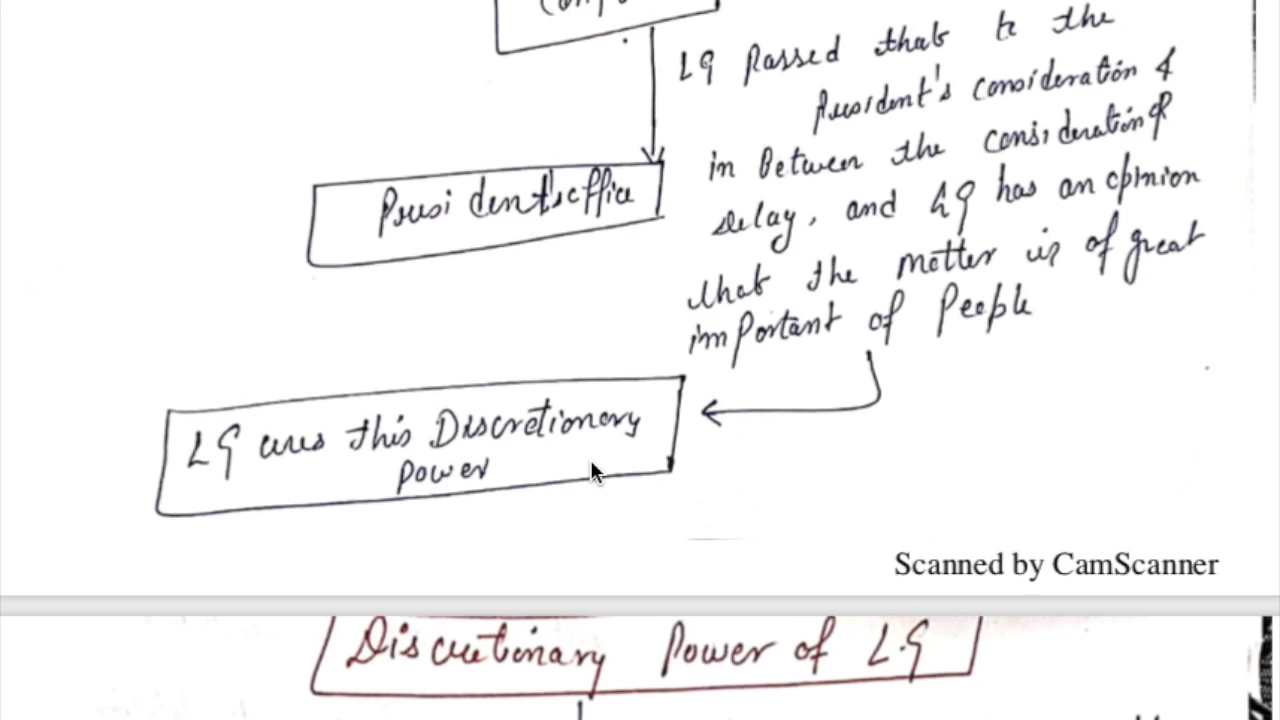 LG Passed that to the
President's consideration &
in Between the consideration of
delay, and LG has an opinion
that the matter is of great
important of People
President's office
LG uses this Discretionary
Power
Scanned by CamScanner
Discretionary Power of L.G